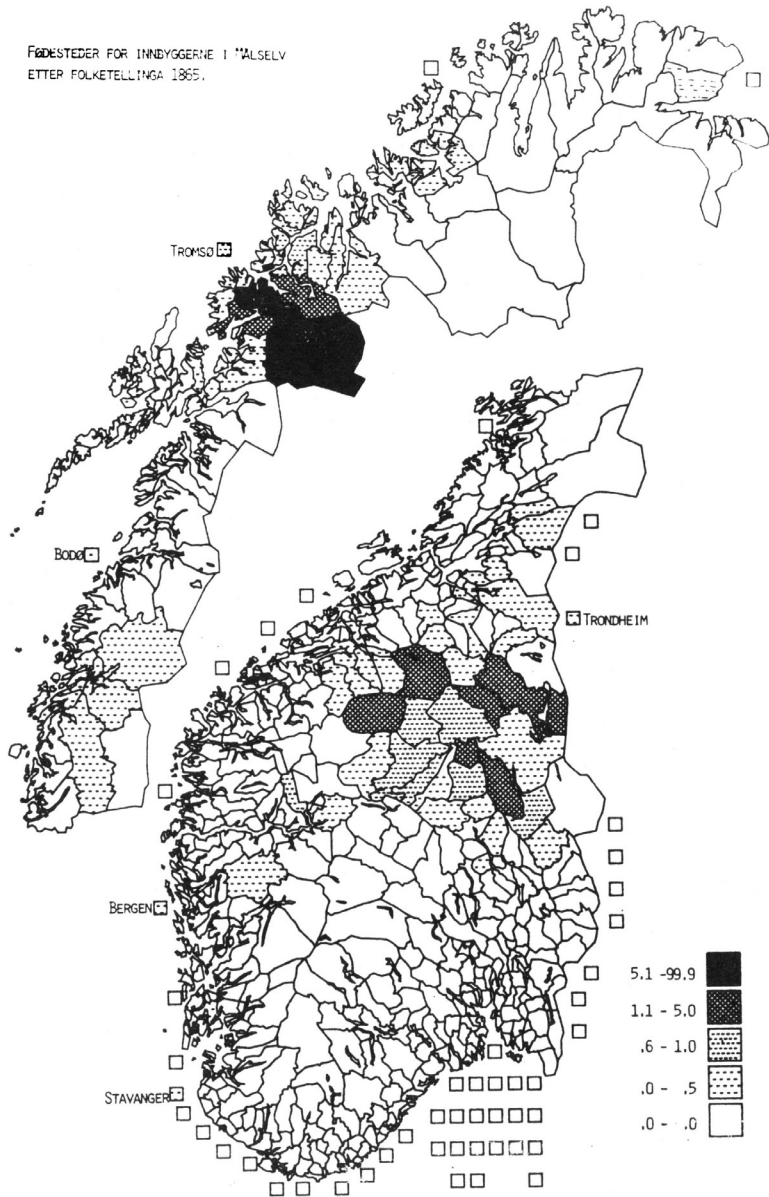 FØDESTEDER FOR INNBYGGERNE I MÅLSELV
ETTER FOLKETELLINGA 1865.
TROMSØ
BODØ
TRONDHEIM
BERGEN
STAVANGER
5.1 -99.9
1.1 - 5.0
.6 - 1.0
.0 - .5
.0 - .0